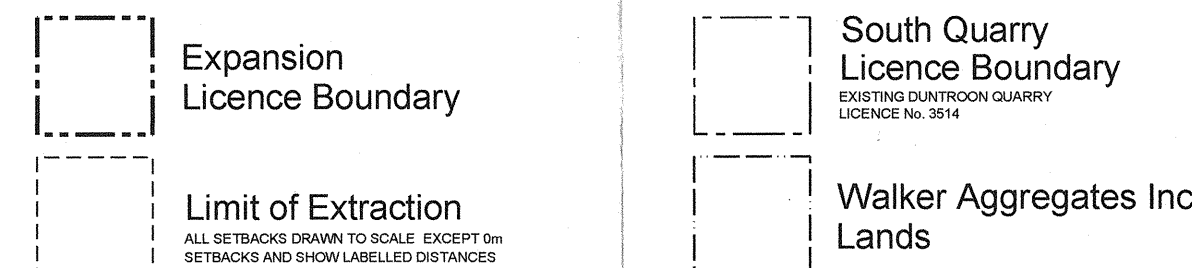 Expansion
Licence Boundary
Limit of Extraction
ALL SETBACKS DRAWN TO SCALE EXCEPT 0m
SETBACKS AND SHOW LABELLED DISTANCES
South Quarry
Licence Boundary
EXISTING DUNTROON QUARRY
LICENCE No. 3514
Walker Aggregates Inc
Lands